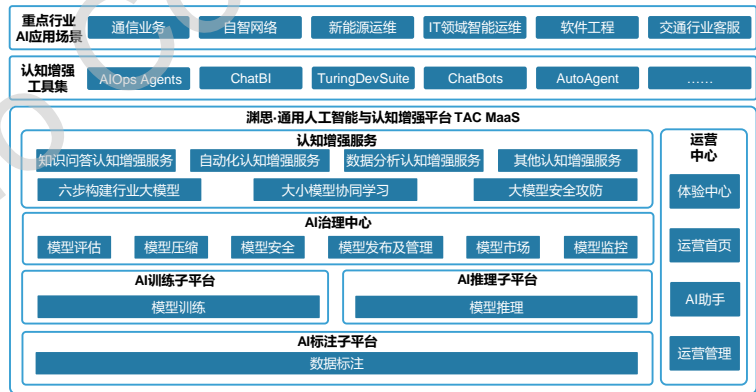 重点行业
AI应用场景
通信业务 自智网络 新能源运维 IT领域智能运维 软件工程 交通行业客服
认知增强
工具集
AIOps Agents ChatBI TuringDevSuite ChatBots AutoAgent ……
渊思·通用人工智能与认知增强平台 TAC MaaS
认知增强服务
知识问答认知增强服务 自动化认知增强服务 数据分析认知增强服务 其他认知增强服务
六步构建行业大模型 大小模型协同学习 大模型安全攻防
AI治理中心
模型评估 模型压缩 模型安全 模型发布及管理 模型市场 模型监控
AI训练子平台
模型训练
AI推理子平台
模型推理
AI标注子平台
数据标注
运营
中心
体验中心
运营首页
AI助手
运营管理